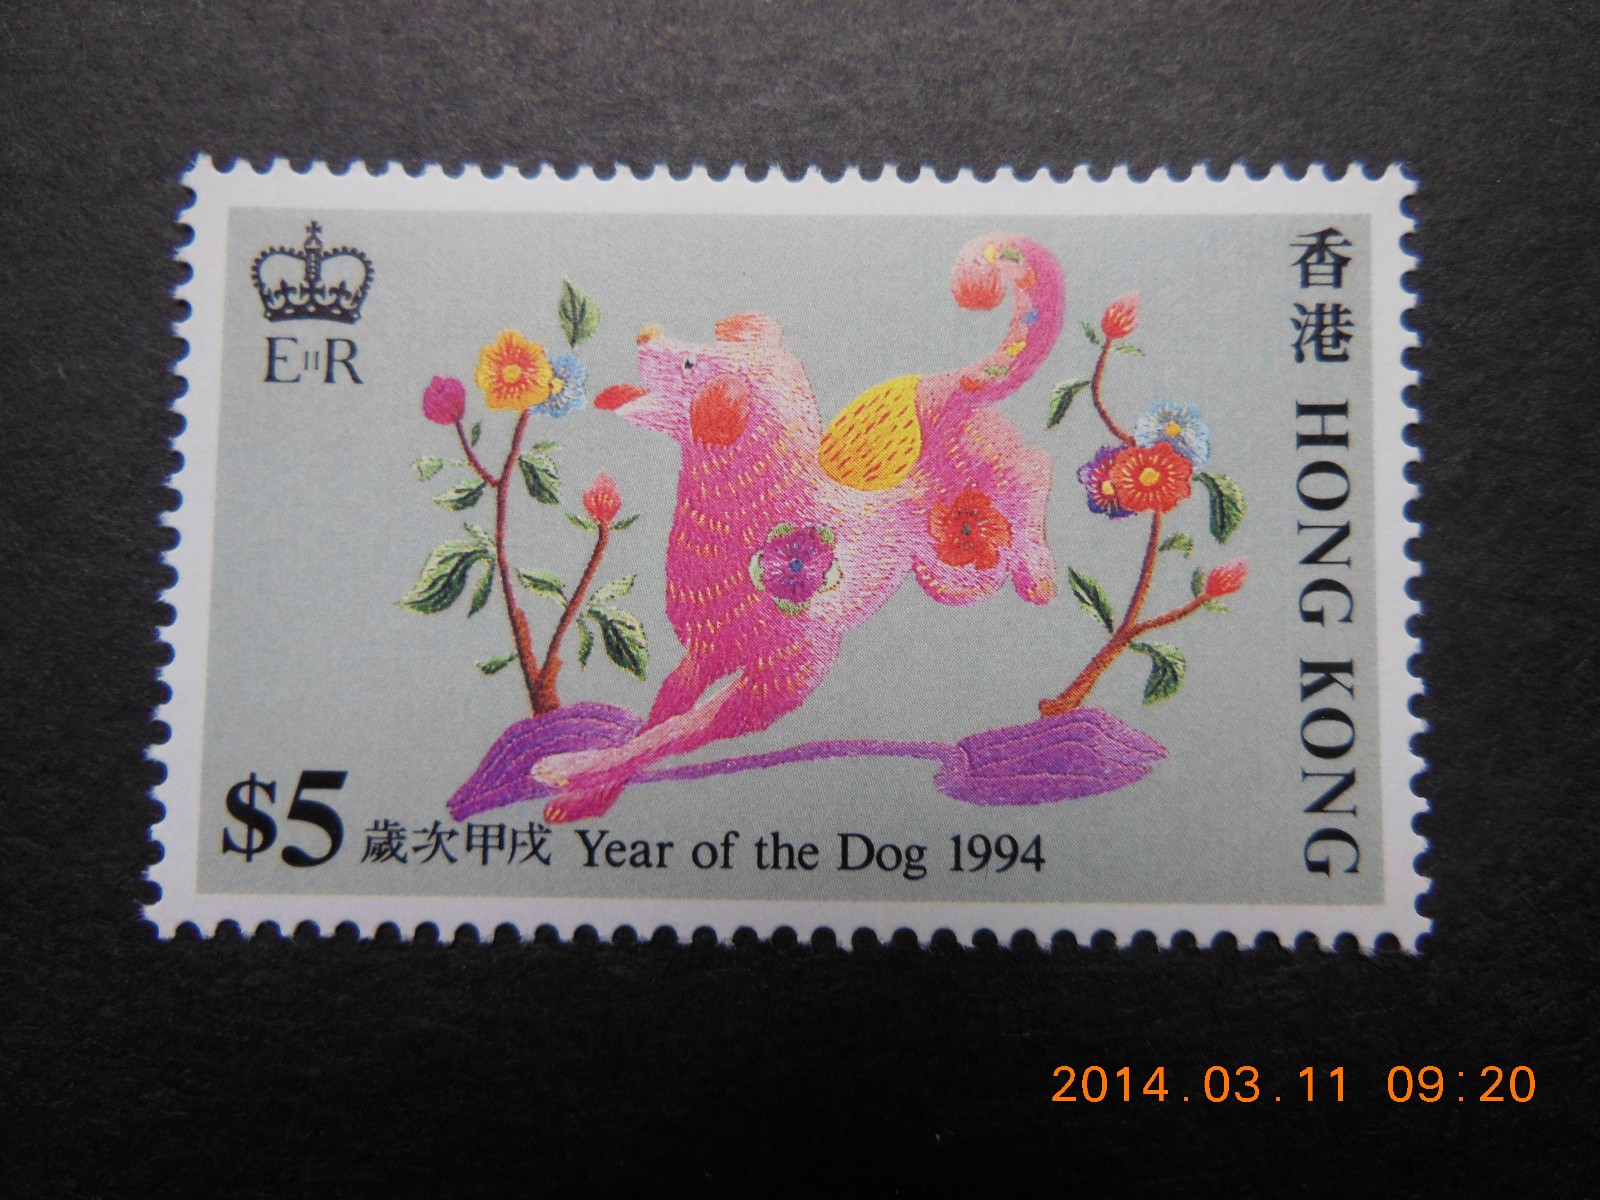 EIIR
香港 HONG KONG
$5 歲次甲戌 Year of the Dog 1994
2014.03.11 09:20